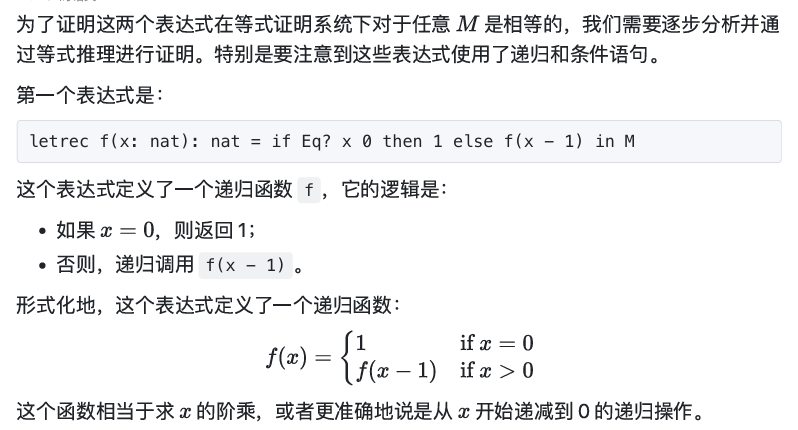 为了证明这两个表达式在等式证明系统下对于任意 M 是相等的，我们需要逐步分析并通
过等式推理进行证明。特别是要注意到这些表达式使用了递归和条件语句。
第一个表达式是：
letrec f(x: nat): nat = if Eq? x 0 then 1 else f(x − 1) in M
这个表达式定义了一个递归函数 f ，它的逻辑是：
• 如果 x = 0，则返回 1；
• 否则，递归调用 f(x − 1) 。
形式化地，这个表达式定义了一个递归函数：
f(x) = { 1 if x = 0
f(x − 1) if x > 0
这个函数相当于求 x 的阶乘，或者更准确地说是从 x 开始递减到 0 的递归操作。